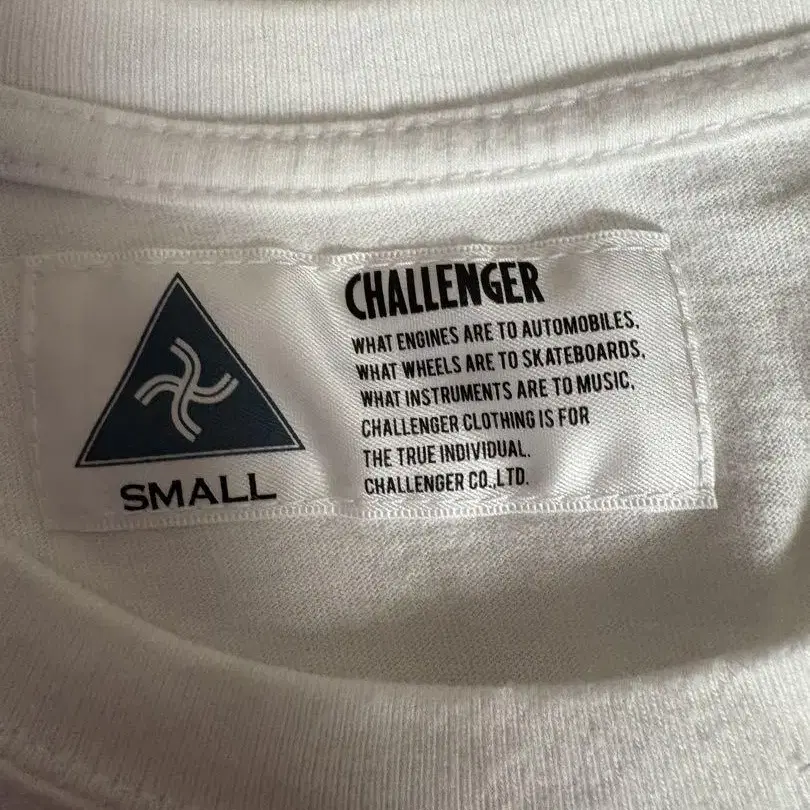 CHALLENGER
WHAT ENGINES ARE TO AUTOMOBILES,
WHAT WHEELS ARE TO SKATEBOARDS,
WHAT INSTRUMENTS ARE TO MUSIC,
CHALLENGER CLOTHING IS FOR
THE TRUE INDIVIDUAL.
CHALLENGER CO.,LTD.
SMALL